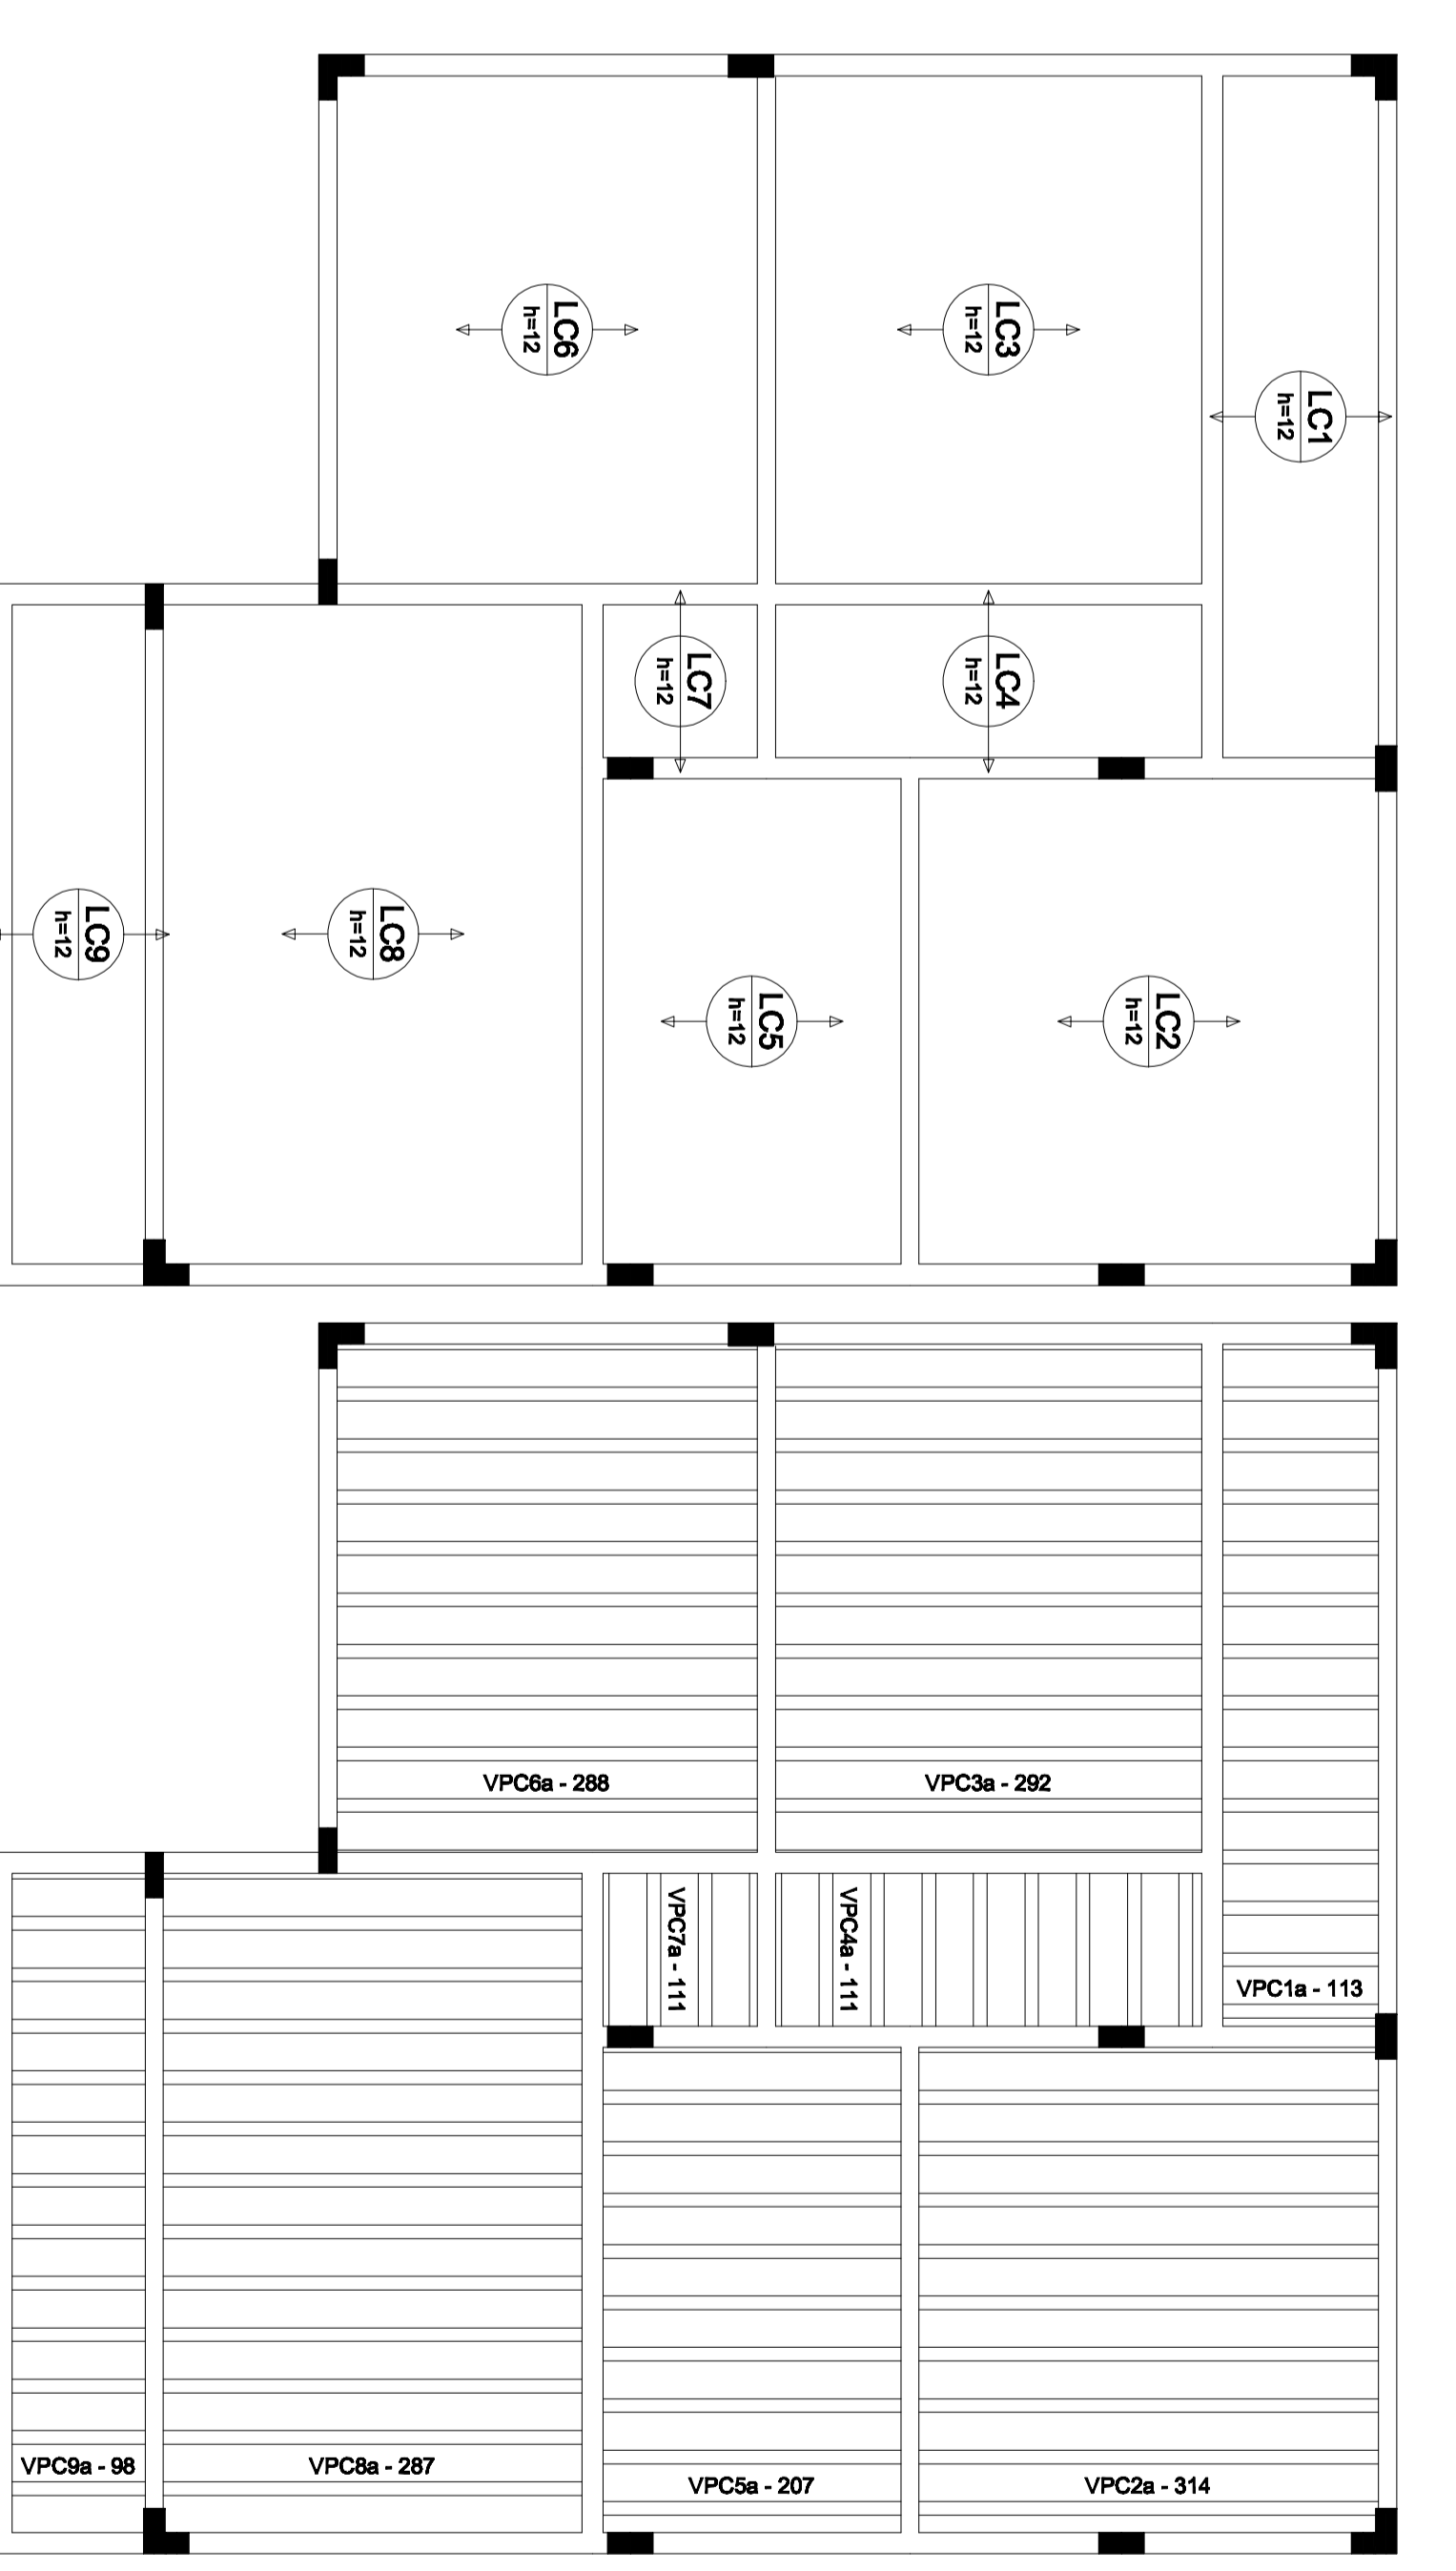 LC1
h=12
LC3
h=12
LC6
h=12
LC4
h=12
LC7
h=12
LC9
h=12
LC8
h=12
LC5
h=12
LC2
h=12
VPC6a - 288
VPC3a - 292
VPC7a - 111
VPC4a - 111
VPC1a - 113
VPC9a - 98
VPC8a - 287
VPC5a - 207
VPC2a - 314